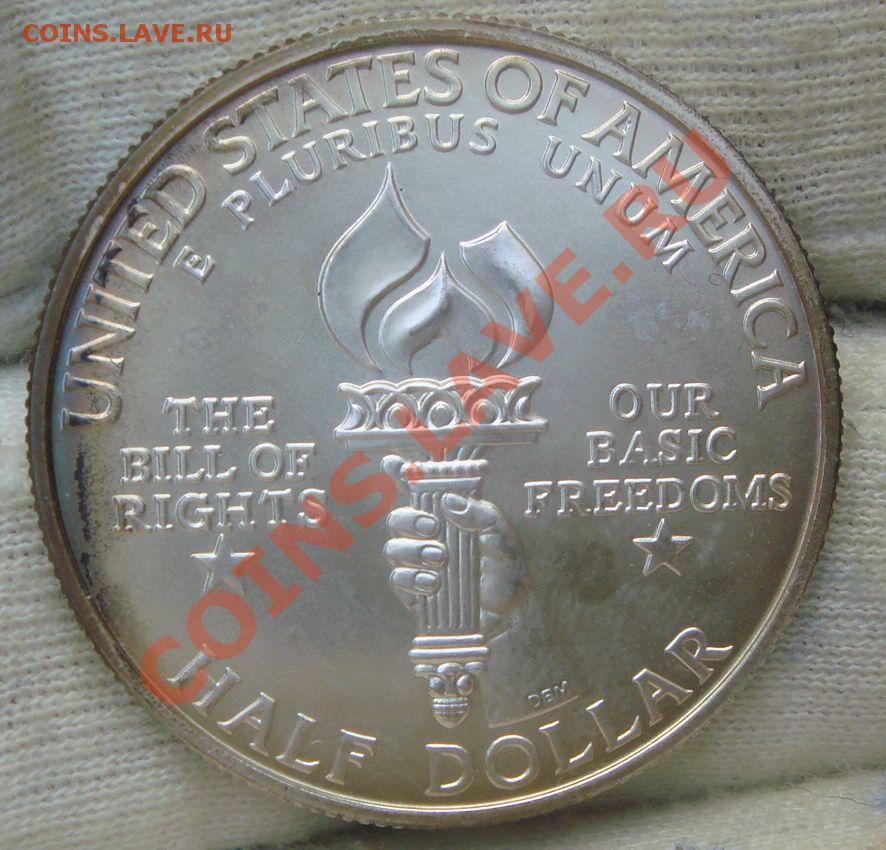 COINS.LAVE.RU
UNITED STATES OF AMERICA
E PLURIBUS UNUM
THE
BILL OF
RIGHTS
OUR
BASIC
FREEDOMS
DEM
HALF DOLLAR
COINS.LAVE.RU